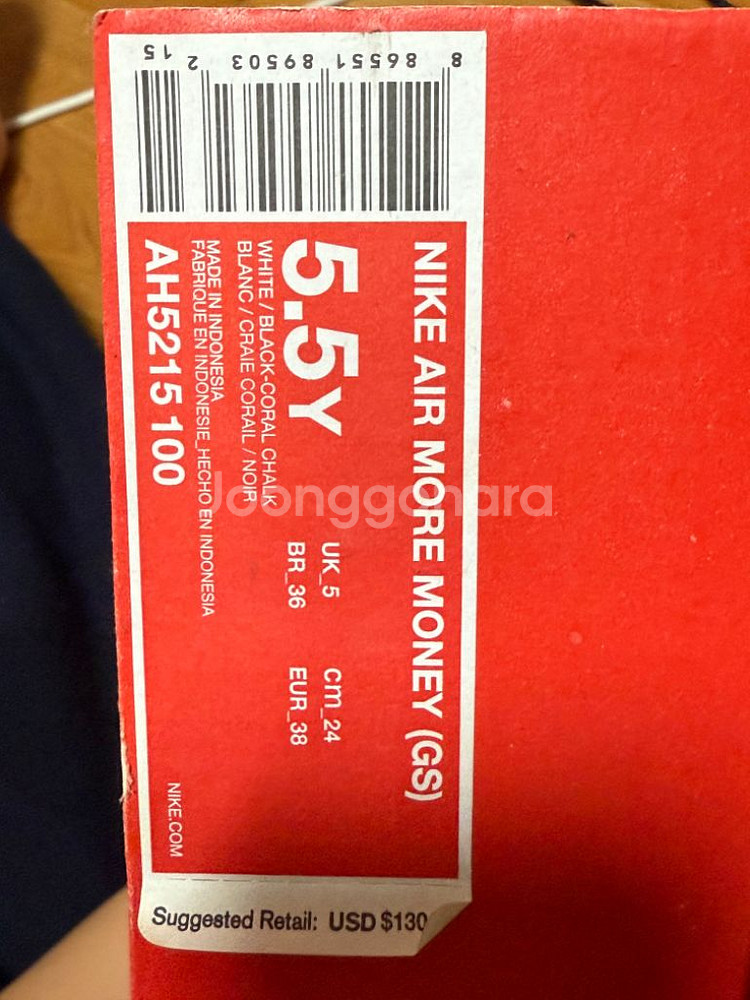 NIKE AIR MORE MONEY (GS)
5.5Y
UK_5 cm_24
BR_36 EUR_38
WHITE / BLACK-CORAL CHALK
BLANC / CRAIE CORAIL / NOIR
MADE IN INDONESIA
FABRIQUE EN INDONESIE_HECHO EN INDONESIA
AH5215 100
NIKE.COM
8 86551 89503 2 15
Suggested Retail: USD $130
Joonggonara